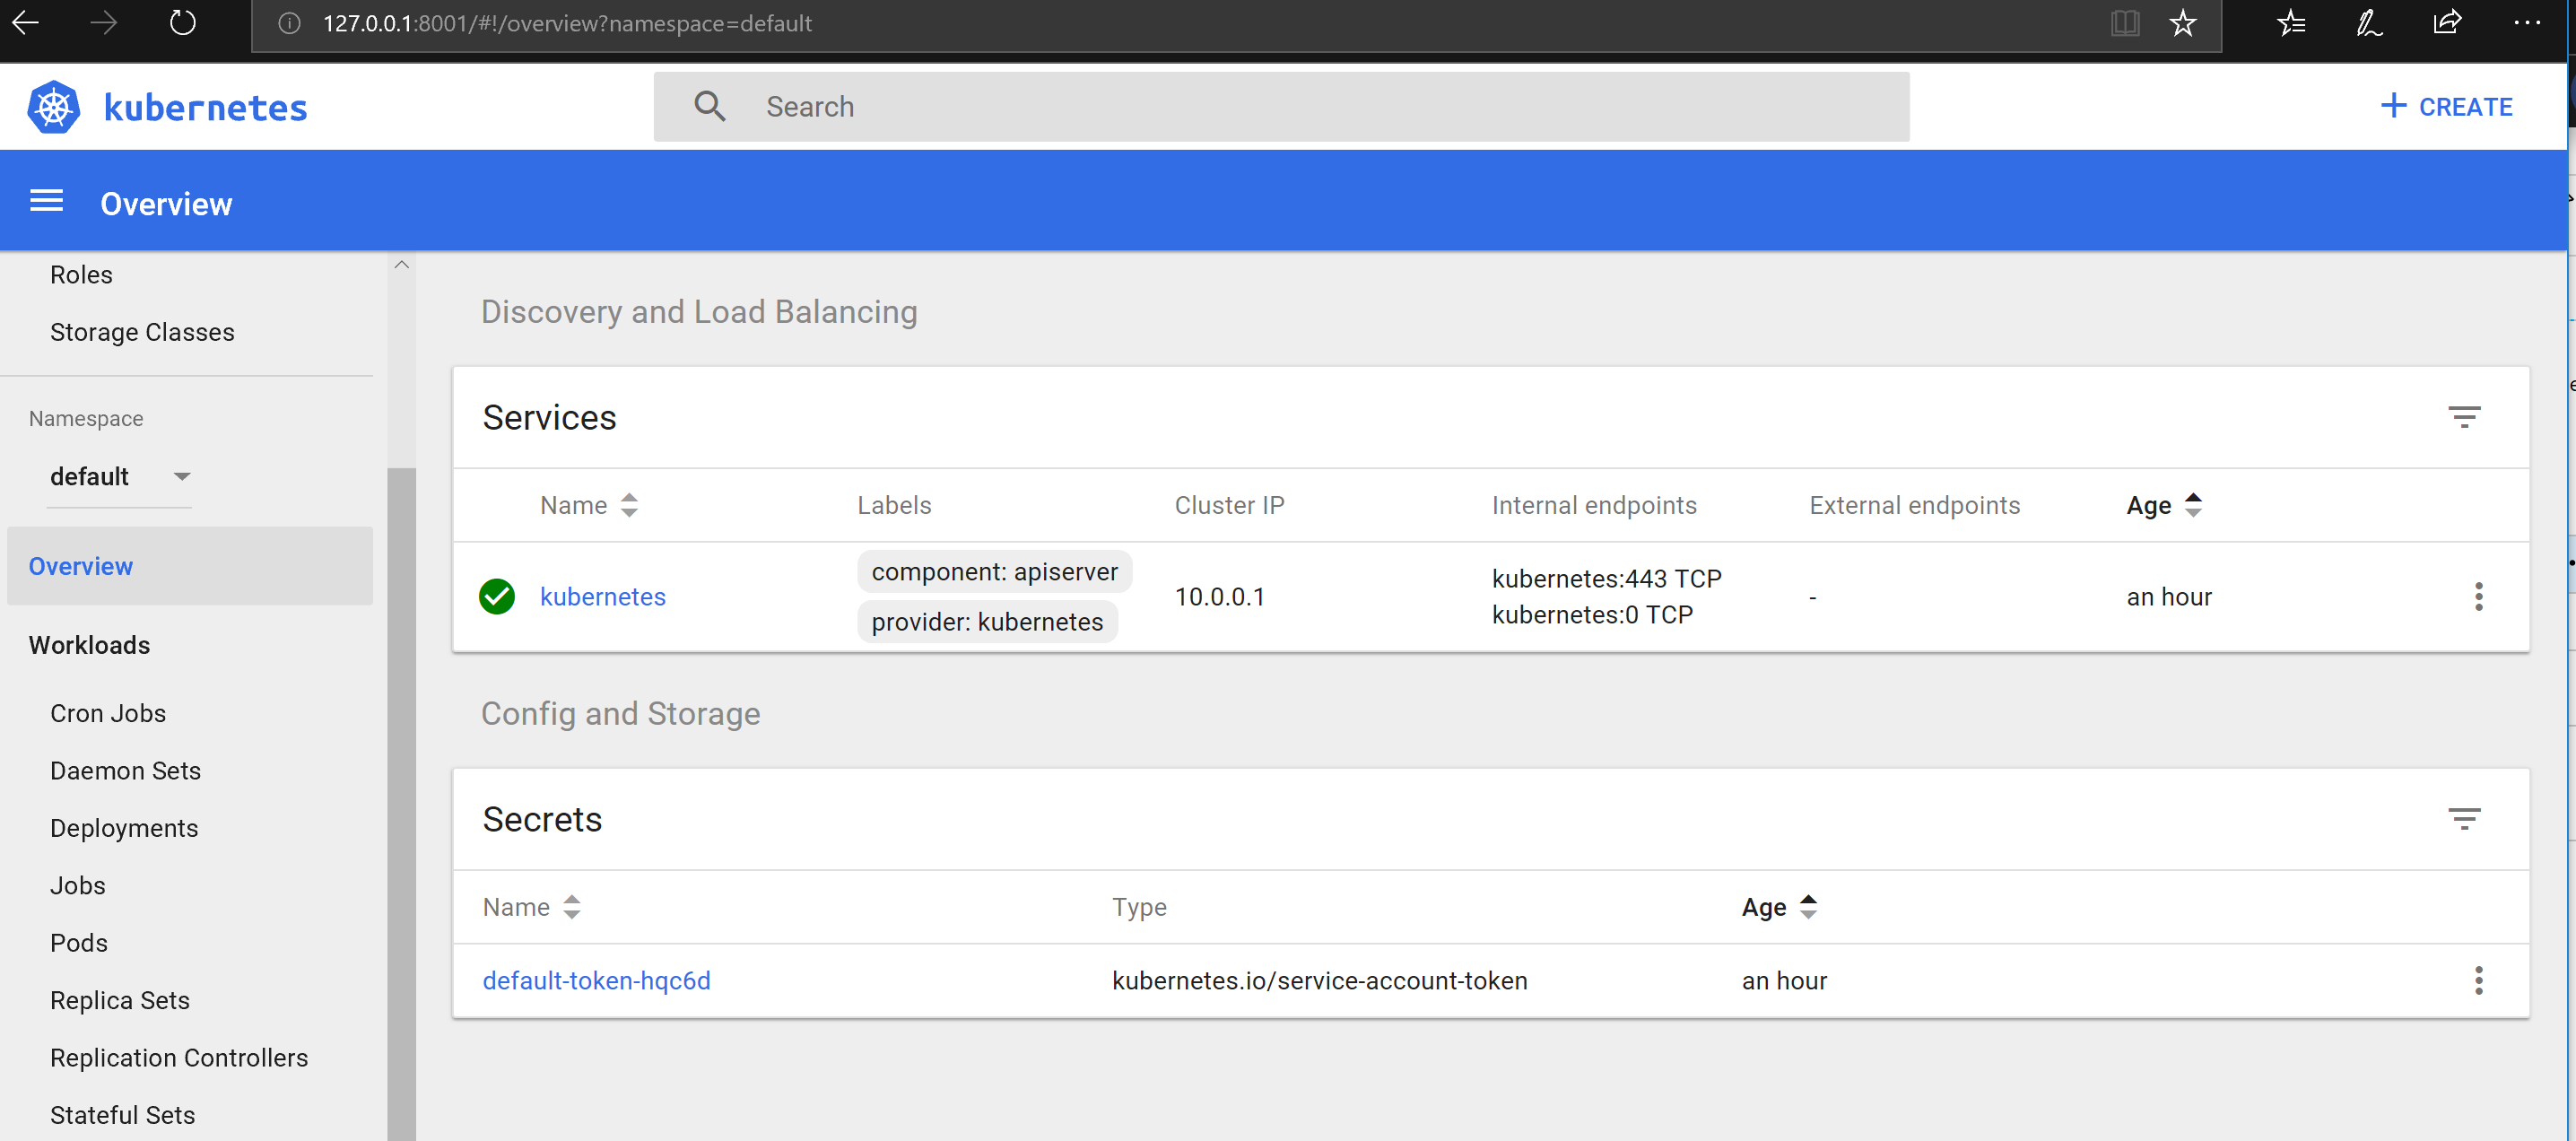 127.0.0.1:8001/#!/overview?namespace=default
kubernetes
Search
+ CREATE
Overview
Roles
Storage Classes
Namespace
default
Overview
Workloads
Cron Jobs
Daemon Sets
Deployments
Jobs
Pods
Replica Sets
Replication Controllers
Stateful Sets
Discovery and Load Balancing
Services
Name Labels Cluster IP Internal endpoints External endpoints Age
kubernetes component: apiserver provider: kubernetes 10.0.0.1 kubernetes:443 TCP kubernetes:0 TCP - an hour
Config and Storage
Secrets
Name Type Age
default-token-hqc6d kubernetes.io/service-account-token an hour